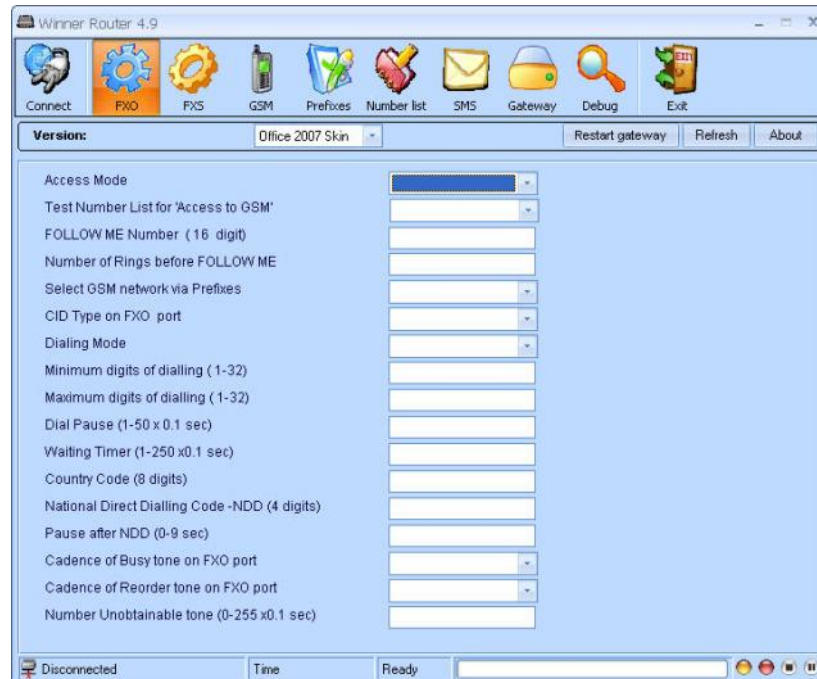 Winner Router 4.9
Connect FXO FXS GSM Prefixes Number list SMS Gateway Debug Exit
EXIT
Version: Office 2007 Skin Restart gateway Refresh About
Access Mode
Test Number List for 'Access to GSM'
FOLLOW ME Number ( 16 digit)
Number of Rings before FOLLOW ME
Select GSM network via Prefixes
CID Type on FXO port
Dialing Mode
Minimum digits of dialling ( 1-32)
Maximum digits of dialling ( 1-32)
Dial Pause (1-50 x 0.1 sec)
Waiting Timer (1-250 x0.1 sec)
Country Code (8 digits)
National Direct Dialling Code -NDD (4 digits)
Pause after NDD (0-9 sec)
Cadence of Busy tone on FXO port
Cadence of Reorder tone on FXO port
Number Unobtainable tone (0-255 x0.1 sec)
Disconnected Time Ready